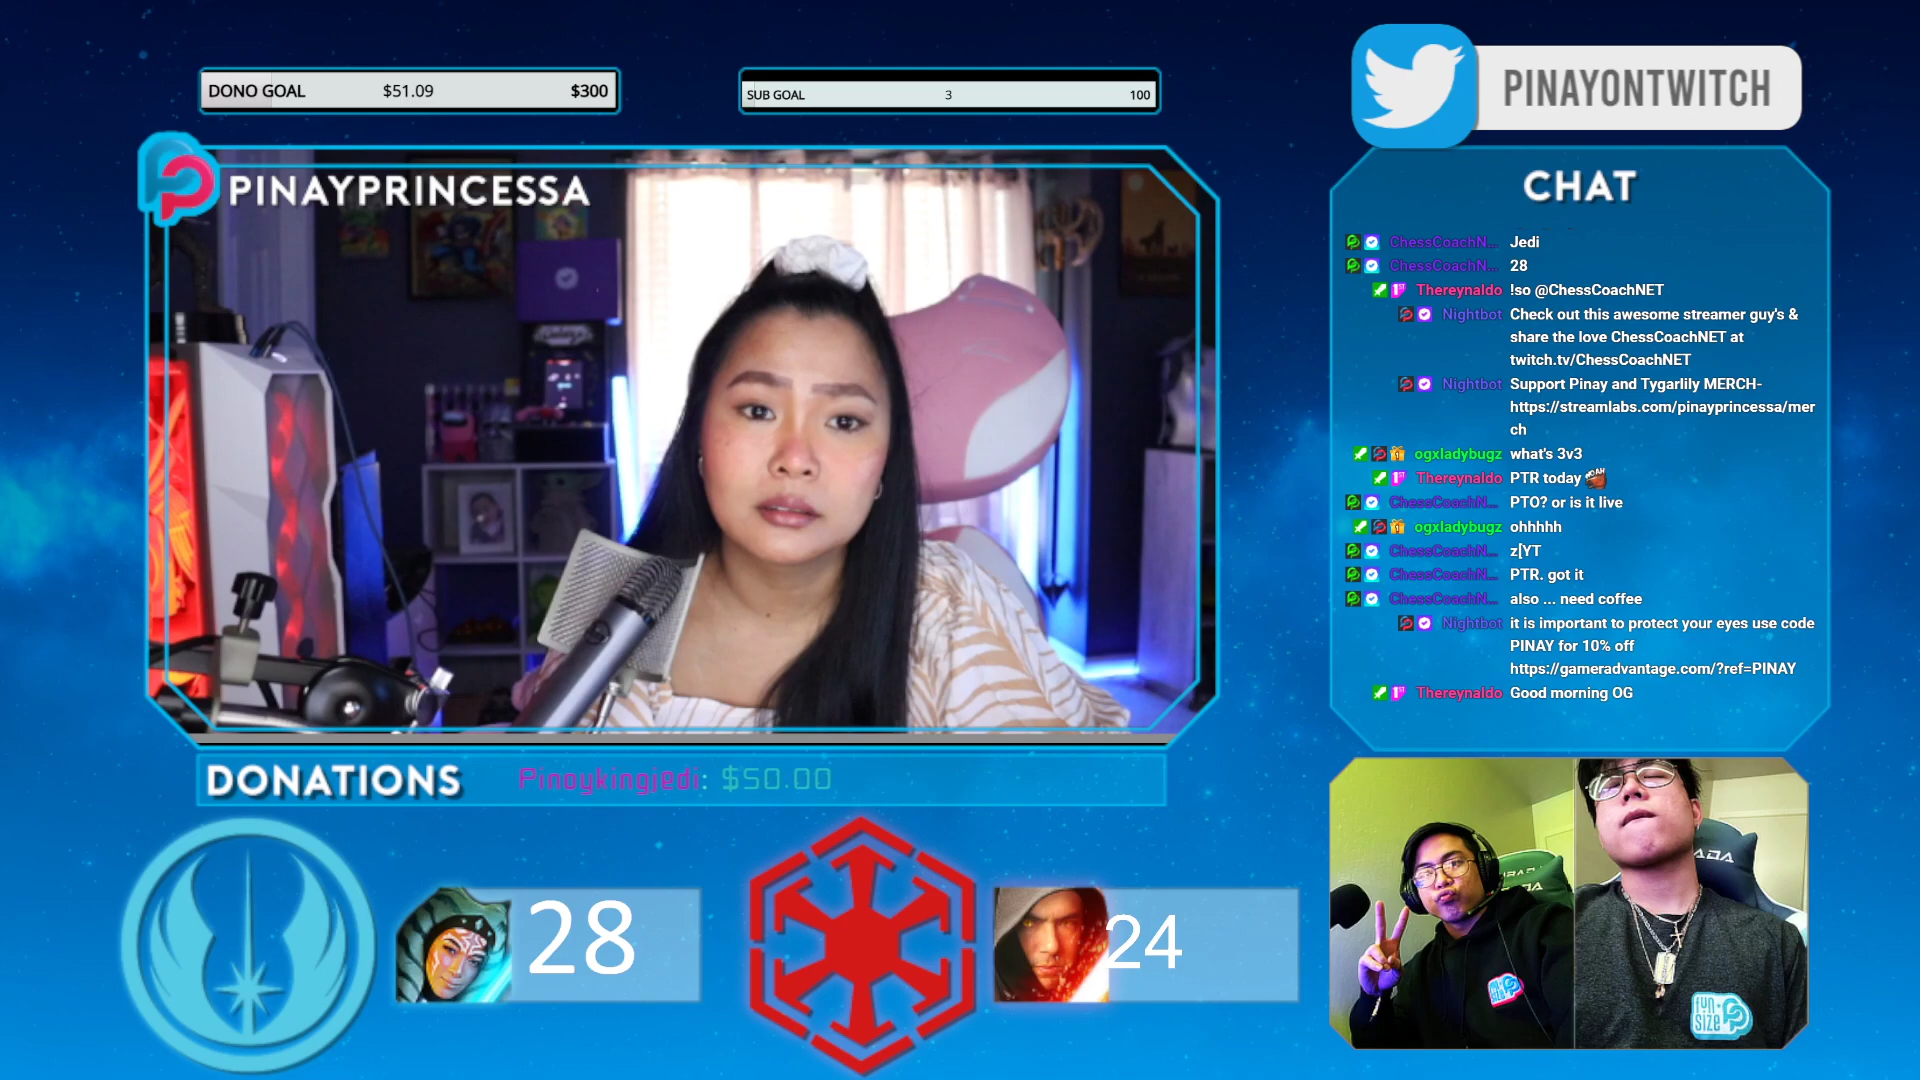 DONO GOAL $51.09 $300
SUB GOAL 3 100
PINAYONTWITCH
PINAYPRINCESSA
CHAT
ChessCoachN... Jedi
ChessCoachN... 28
Thereynaldo !so @ChessCoachNET
Nightbot Check out this awesome streamer guy's &
share the love ChessCoachNET at
twitch.tv/ChessCoachNET
Nightbot Support Pinay and Tygarlily MERCH-
https://streamlabs.com/pinayprincessa/mer
ch
ogxladybugz what's 3v3
Thereynaldo PTR today
ChessCoachN... PTO? or is it live
ogxladybugz ohhhhh
ChessCoachN... z[YT
ChessCoachN... PTR. got it
ChessCoachN... also ... need coffee
Nightbot it is important to protect your eyes use code
PINAY for 10% off
https://gameradvantage.com/?ref=PINAY
Thereynaldo Good morning OG
DONATIONS Pinoykingjedi: $50.00
28
24
fun
SIZE